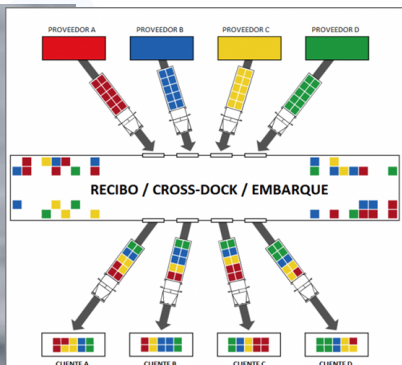 PROVEEDOR A PROVEEDOR B PROVEEDOR C PROVEEDOR D
RECIBO / CROSS-DOCK / EMBARQUE
CLIENTE A CLIENTE B CLIENTE C CLIENTE D